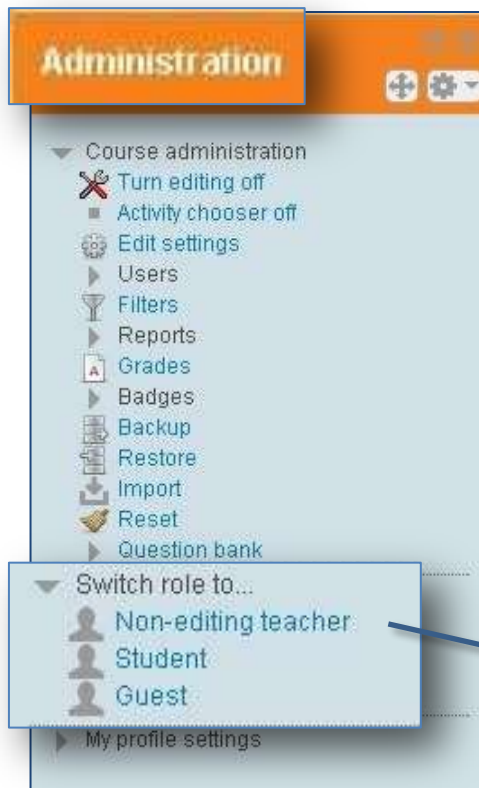 Administration
Course administration
Turn editing off
Activity chooser off
Edit settings
Users
Filters
Reports
Grades
Badges
Backup
Restore
Import
Reset
Question bank
Switch role to...
Non-editing teacher
Student
Guest
My profile settings